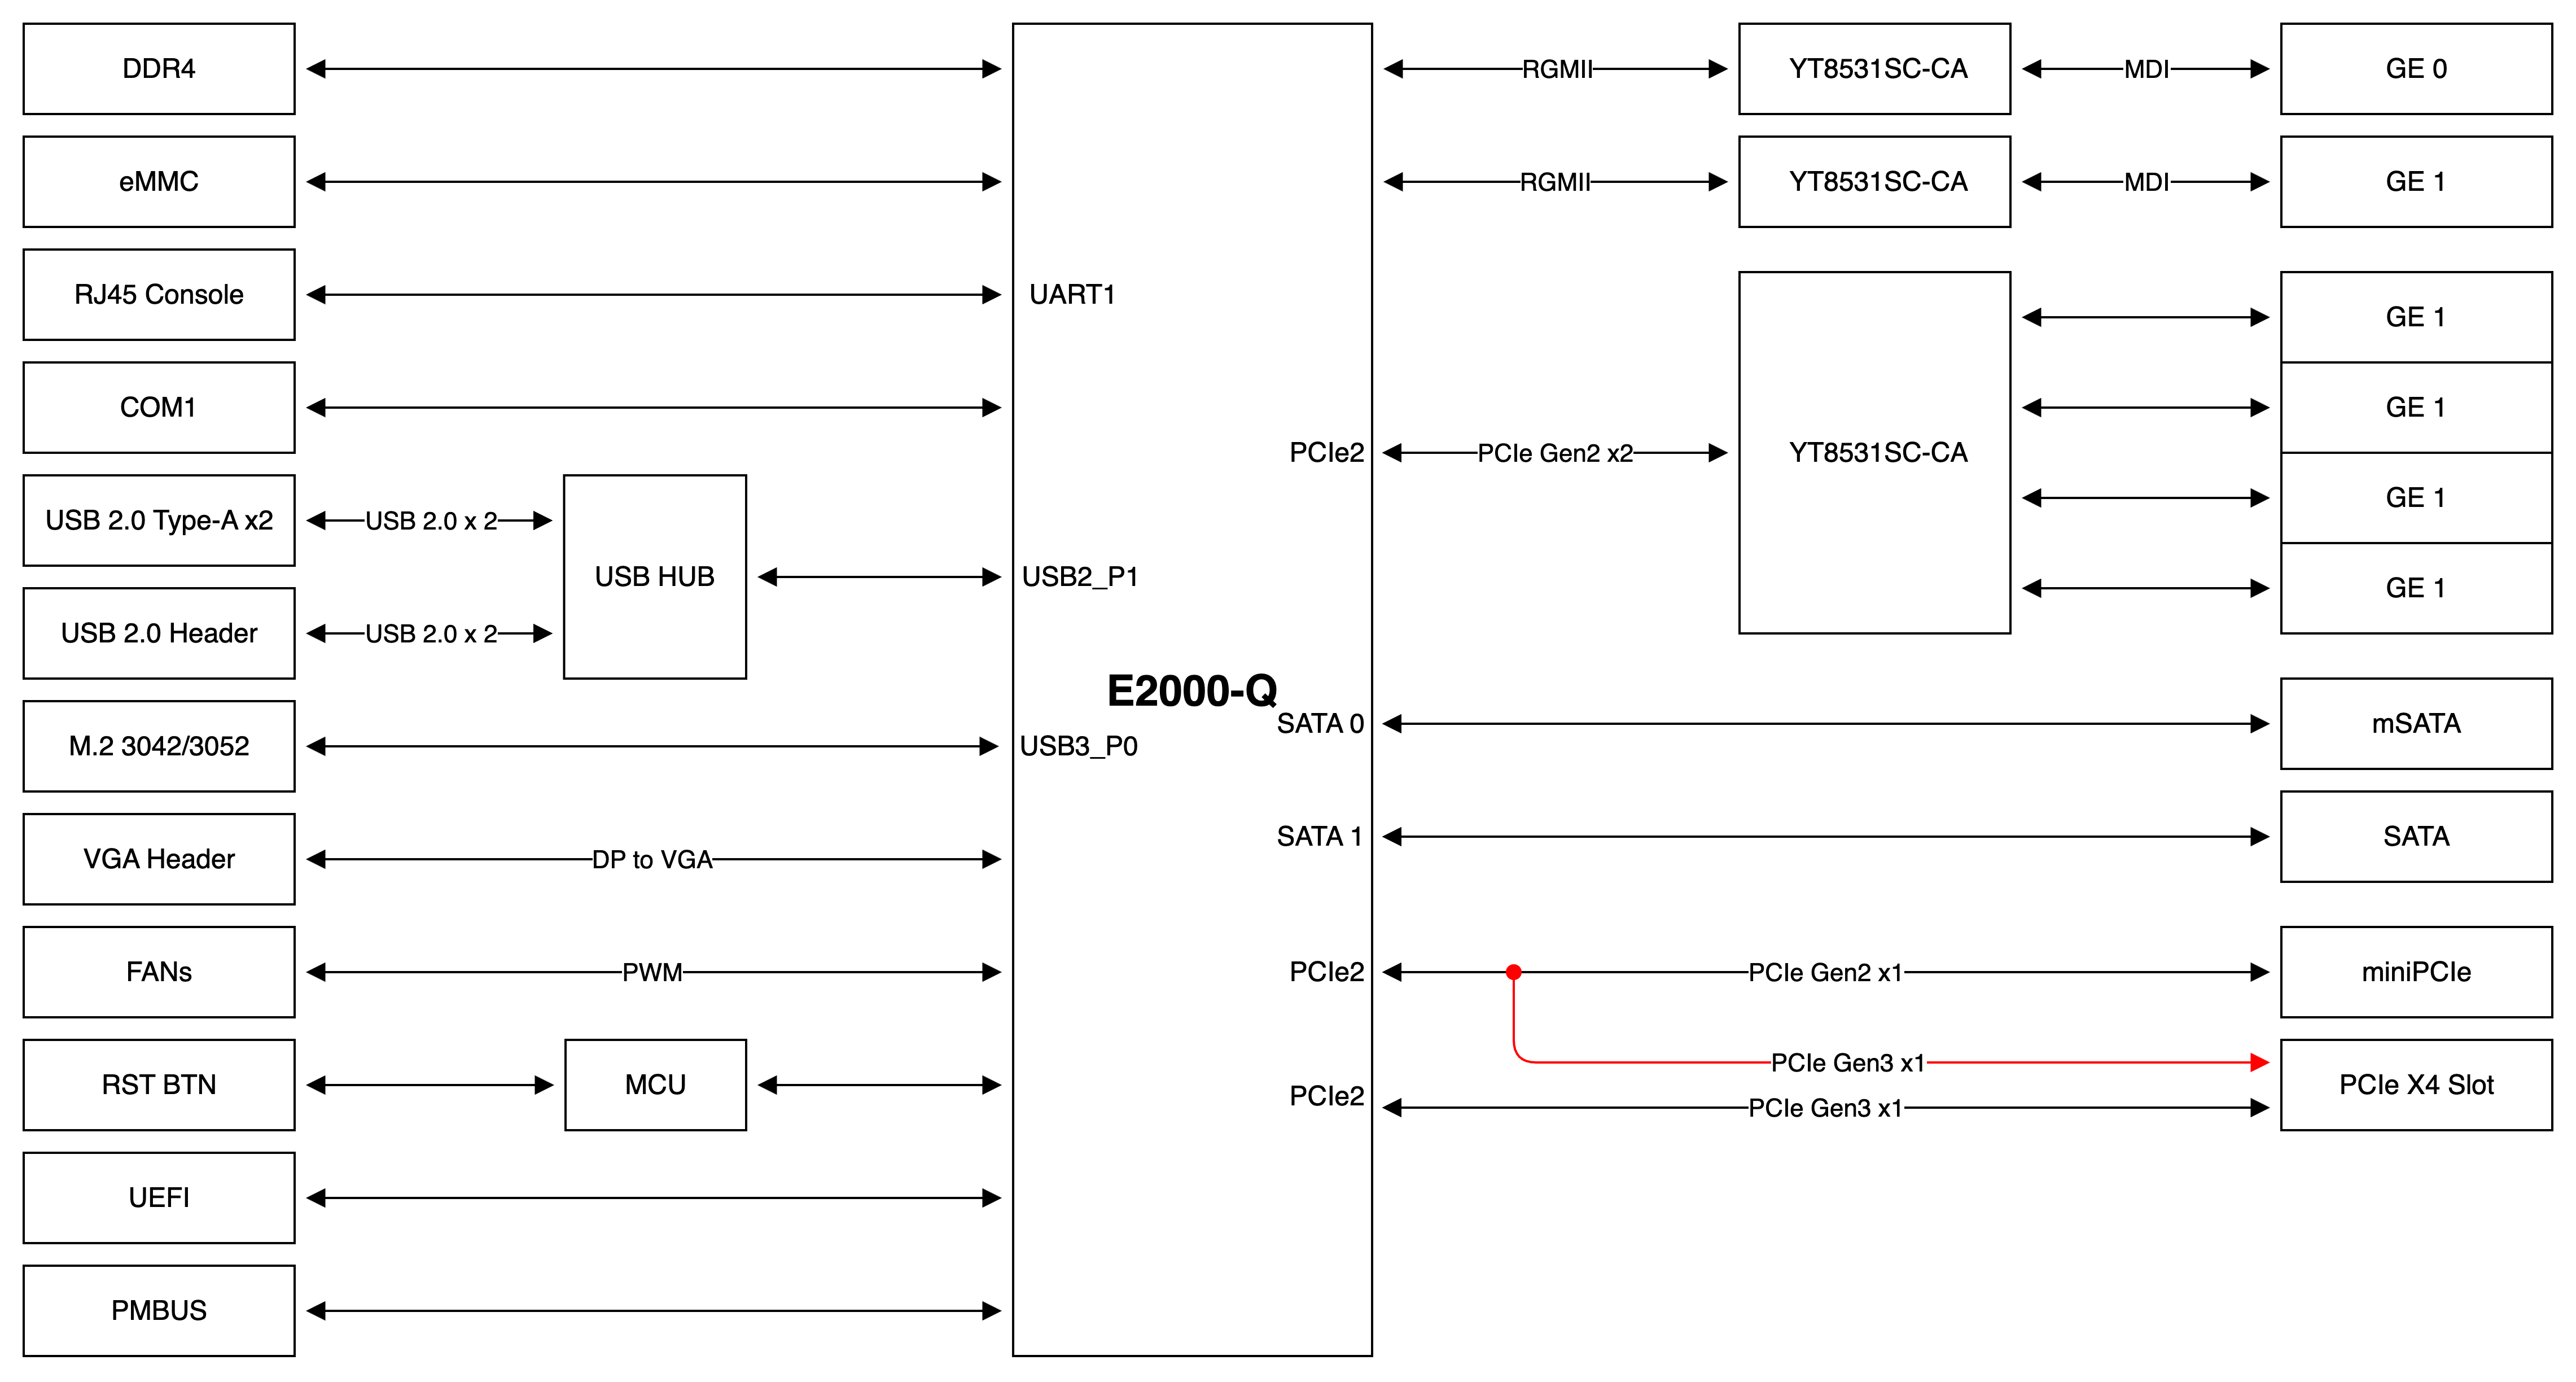 DDR4
eMMC
RJ45 Console
COM1
USB 2.0 Type-A x2
USB 2.0 x 2
USB 2.0 Header
USB 2.0 x 2
USB HUB
M.2 3042/3052
VGA Header
DP to VGA
FANs
PWM
RST BTN
MCU
UEFI
PMBUS
UART1
USB2_P1
USB3_P0
E2000-Q
PCIe2
SATA 0
SATA 1
PCIe2
PCIe2
RGMII
YT8531SC-CA
MDI
GE 0
RGMII
YT8531SC-CA
MDI
GE 1
PCIe Gen2 x2
YT8531SC-CA
GE 1
GE 1
GE 1
GE 1
mSATA
SATA
PCIe Gen2 x1
miniPCIe
PCIe Gen3 x1
PCIe Gen3 x1
PCIe X4 Slot